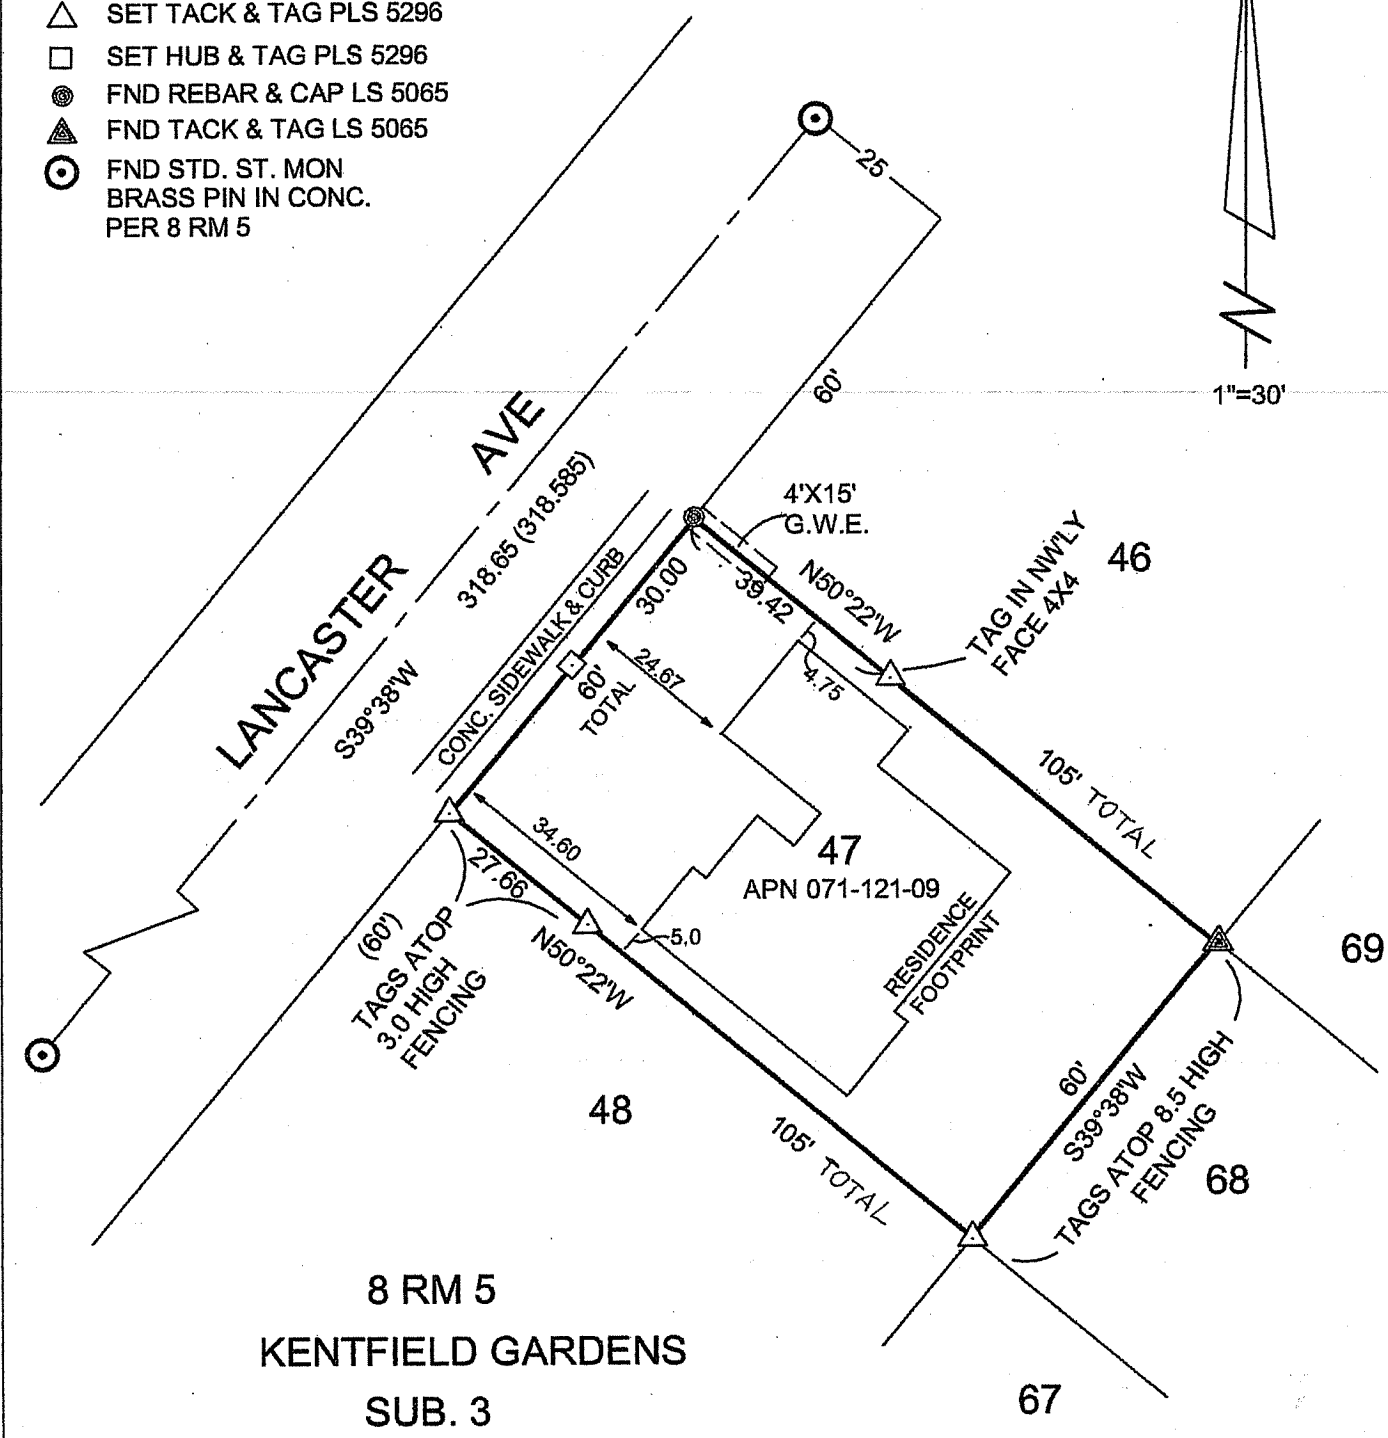 SET TACK & TAG PLS 5296
SET HUB & TAG PLS 5296
FND REBAR & CAP LS 5065
FND TACK & TAG LS 5065
FND STD. ST. MON
BRASS PIN IN CONC.
PER 8 RM 5
25
60'
1"=30'
LANCASTER AVE
318.65 (318.585)
S39°38'W
CONC. SIDEWALK & CURB
4'X15'
G.W.E.
30.00
39.42
N50°22'W
TAG IN NW'LY
FACE 4X4
46
60'
TOTAL
24.67
4.75
105' TOTAL
34.60
27.66
47
APN 071-121-09
RESIDENCE
FOOTPRINT
5.0
(60')
TAGS ATOP
3.0 HIGH
FENCING
N50°22'W
69
48
105' TOTAL
60'
S39°38'W
TAGS ATOP 8.5 HIGH
FENCING
68
8 RM 5
KENTFIELD GARDENS
SUB. 3
67